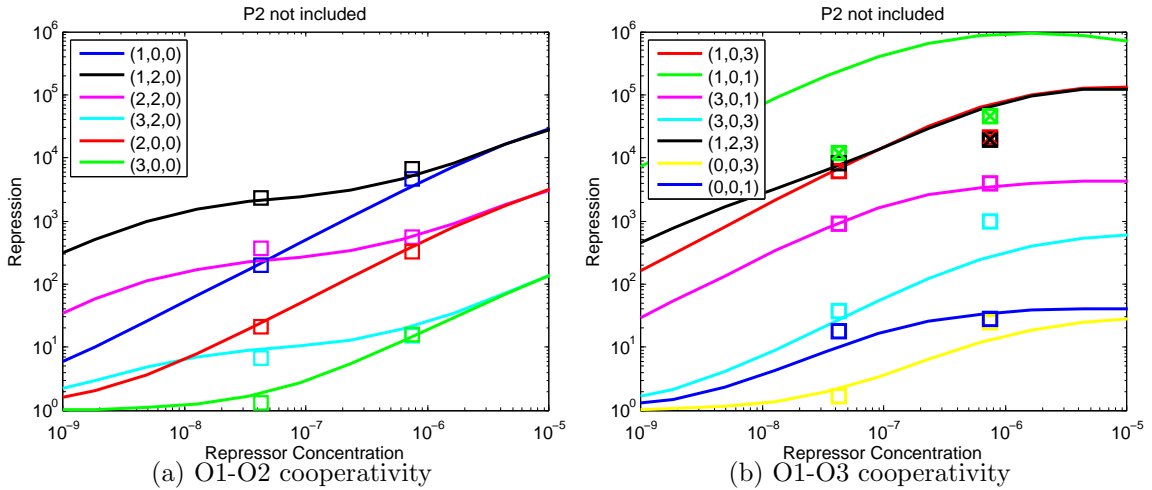 P2 not included
Repression
10^6
10^5
10^4
10^3
10^2
10^1
10^0
(1,0,0)
(1,2,0)
(2,2,0)
(3,2,0)
(2,0,0)
(3,0,0)
10^-9 10^-8 10^-7 10^-6 10^-5
Repressor Concentration
(a) O1-O2 cooperativity
P2 not included
Repression
10^6
10^5
10^4
10^3
10^2
10^1
10^0
(1,0,3)
(1,0,1)
(3,0,1)
(3,0,3)
(1,2,3)
(0,0,3)
(0,0,1)
10^-9 10^-8 10^-7 10^-6 10^-5
Repressor Concentration
(b) O1-O3 cooperativity